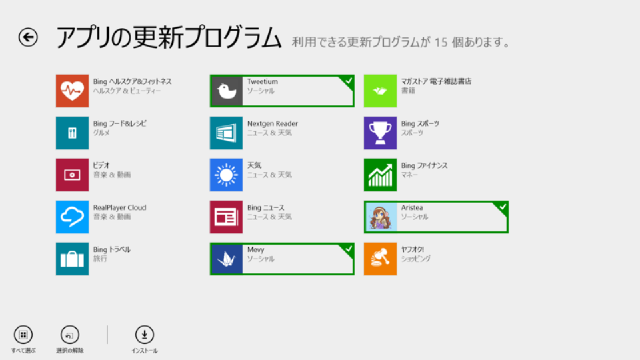 アプリの更新プログラム 利用できる更新プログラムが 15 個あります。
Bing ヘルスケア&フィットネス
ヘルスケア & ビューティー
Tweetium
ソーシャル
マガストア 電子雑誌書店
書籍
Bing フード&レシピ
グルメ
Nextgen Reader
ニュース & 天気
Bing スポーツ
スポーツ
ビデオ
音楽 & 動画
天気
ニュース & 天気
Bing ファイナンス
マネー
RealPlayer Cloud
音楽 & 動画
Bing ニュース
ニュース & 天気
Aristea
ソーシャル
Bing トラベル
旅行
Movy
ソーシャル
ヤフオク!
ショッピング
すべて選ぶ
選択の解除
インストール